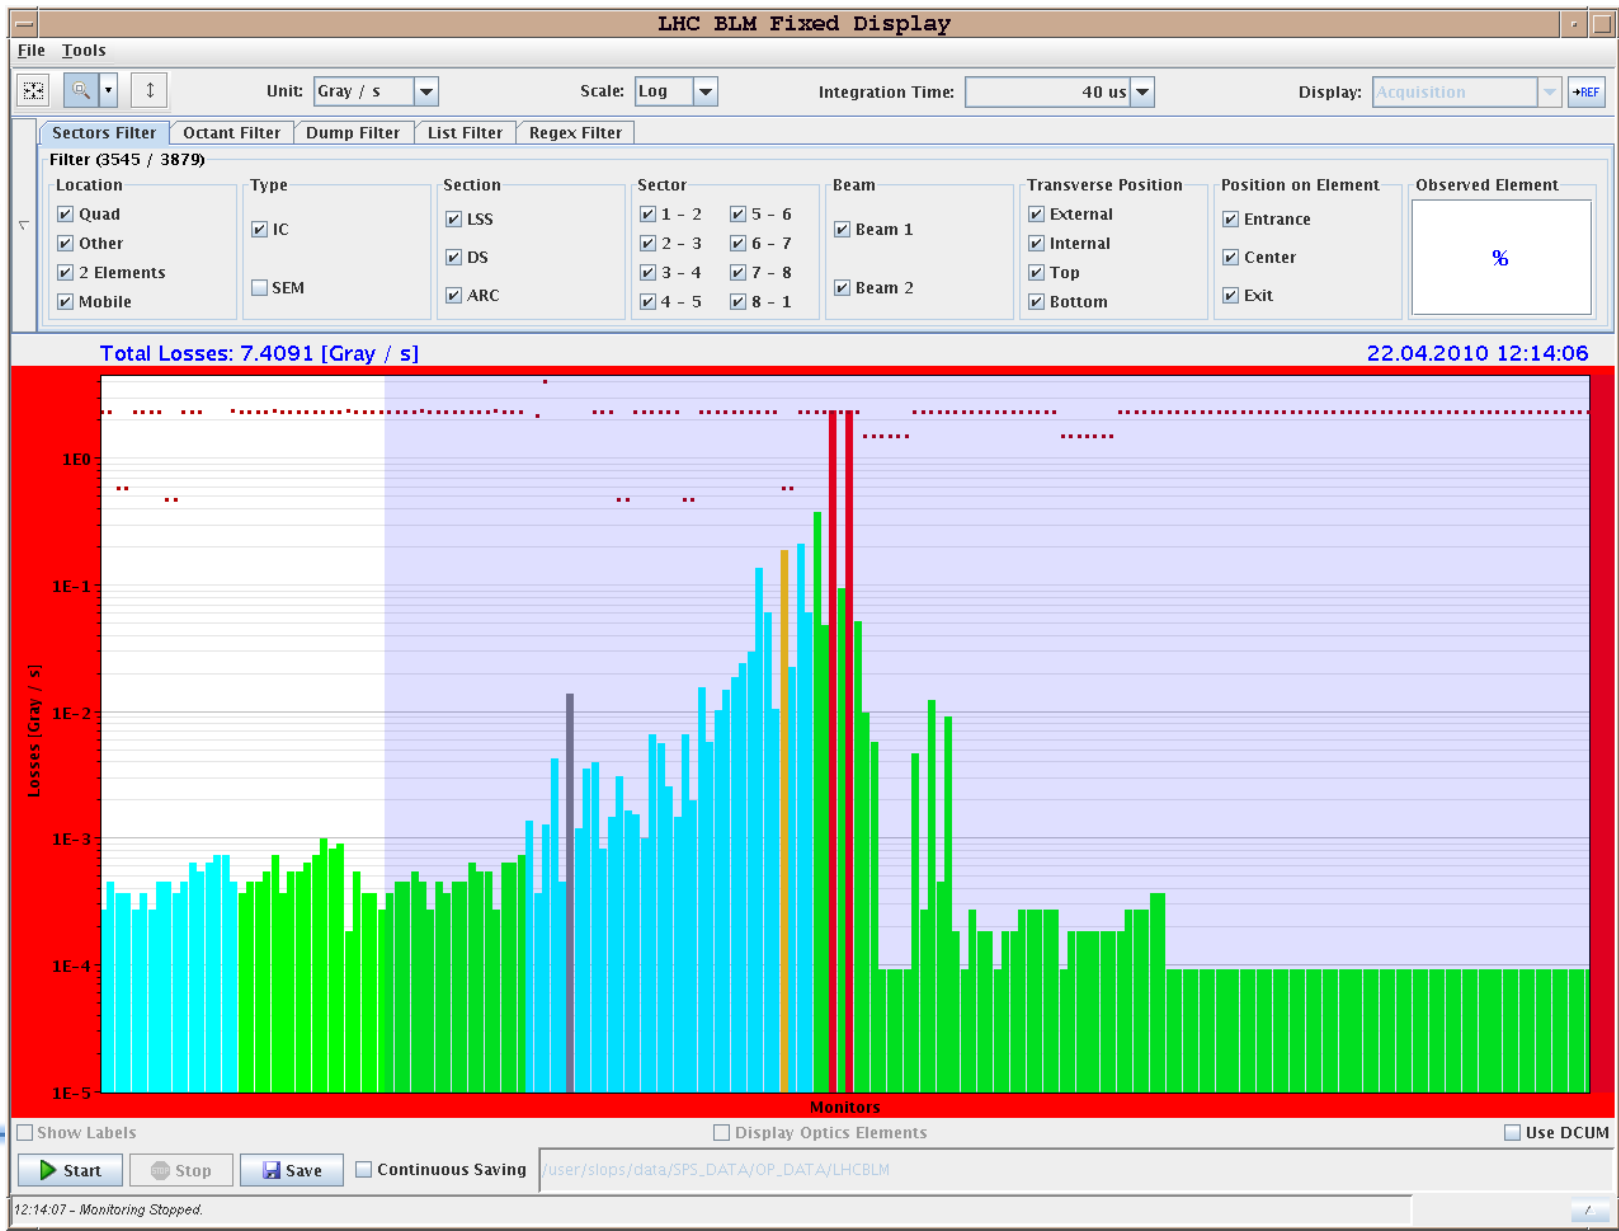 LHC BLM Fixed Display
File Tools
Unit: Gray / s Scale: Log Integration Time: 40 us Display: Acquisition →REF
Sectors Filter Octant Filter Dump Filter List Filter Regex Filter
Filter (3545 / 3879)
Location Type Section Sector Beam Transverse Position Position on Element Observed Element
Quad IC LSS 1 - 2 5 - 6 Beam 1 External Entrance %
Other 2 - 3 6 - 7 Internal
2 Elements SEM DS 3 - 4 7 - 8 Beam 2 Top Center
Mobile ARC 4 - 5 8 - 1 Bottom Exit
Total Losses: 7.4091 [Gray / s] 22.04.2010 12:14:06
1E0
1E-1
1E-2
1E-3
1E-4
1E-5
Losses [Gray / s]
Monitors
Show Labels Display Optics Elements Use DCUM
Start STOP Stop Save Continuous Saving /user/slops/data/SPS_DATA/OP_DATA/LHCBLM
12:14:07 - Monitoring Stopped.